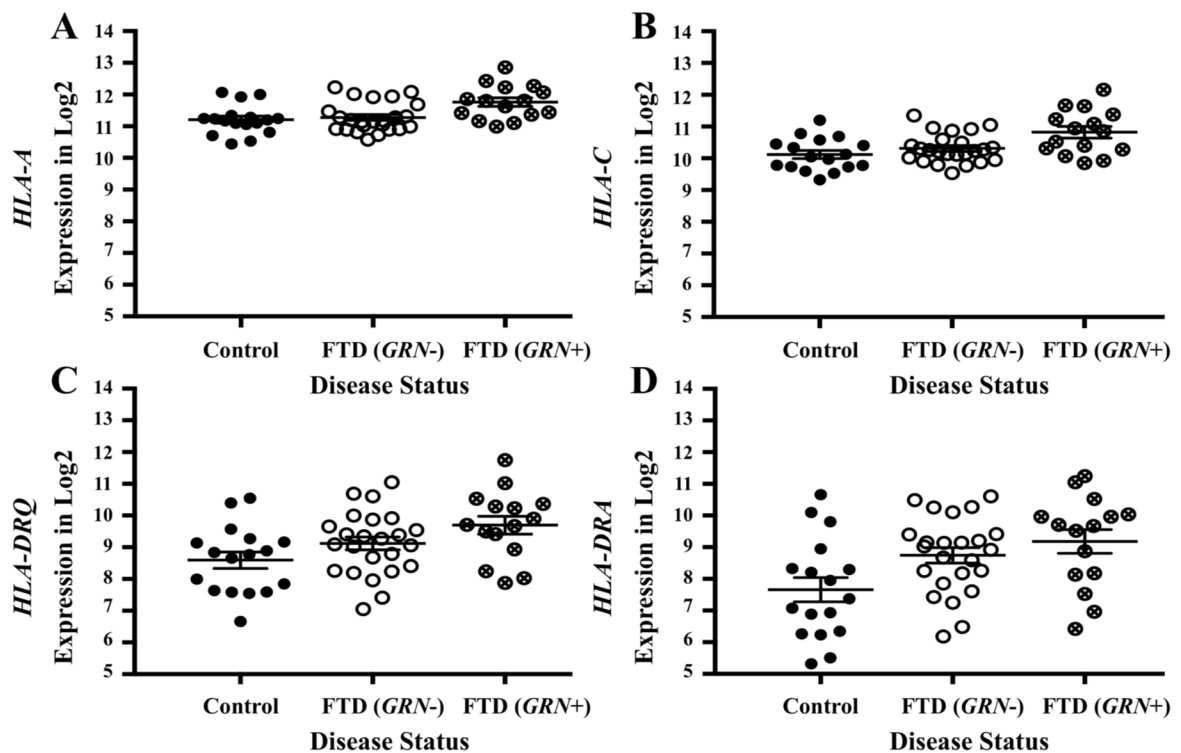 A
14
13
12
11
10
9
8
7
6
5
HLA-A
Expression in Log2
Control FTD (GRN-) FTD (GRN+)
Disease Status
B
14
13
12
11
10
9
8
7
6
5
HLA-C
Expression in Log2
Control FTD (GRN-) FTD (GRN+)
Disease Status
C
14
13
12
11
10
9
8
7
6
5
HLA-DRQ
Expression in Log2
Control FTD (GRN-) FTD (GRN+)
Disease Status
D
14
13
12
11
10
9
8
7
6
5
HLA-DRA
Expression in Log2
Control FTD (GRN-) FTD (GRN+)
Disease Status